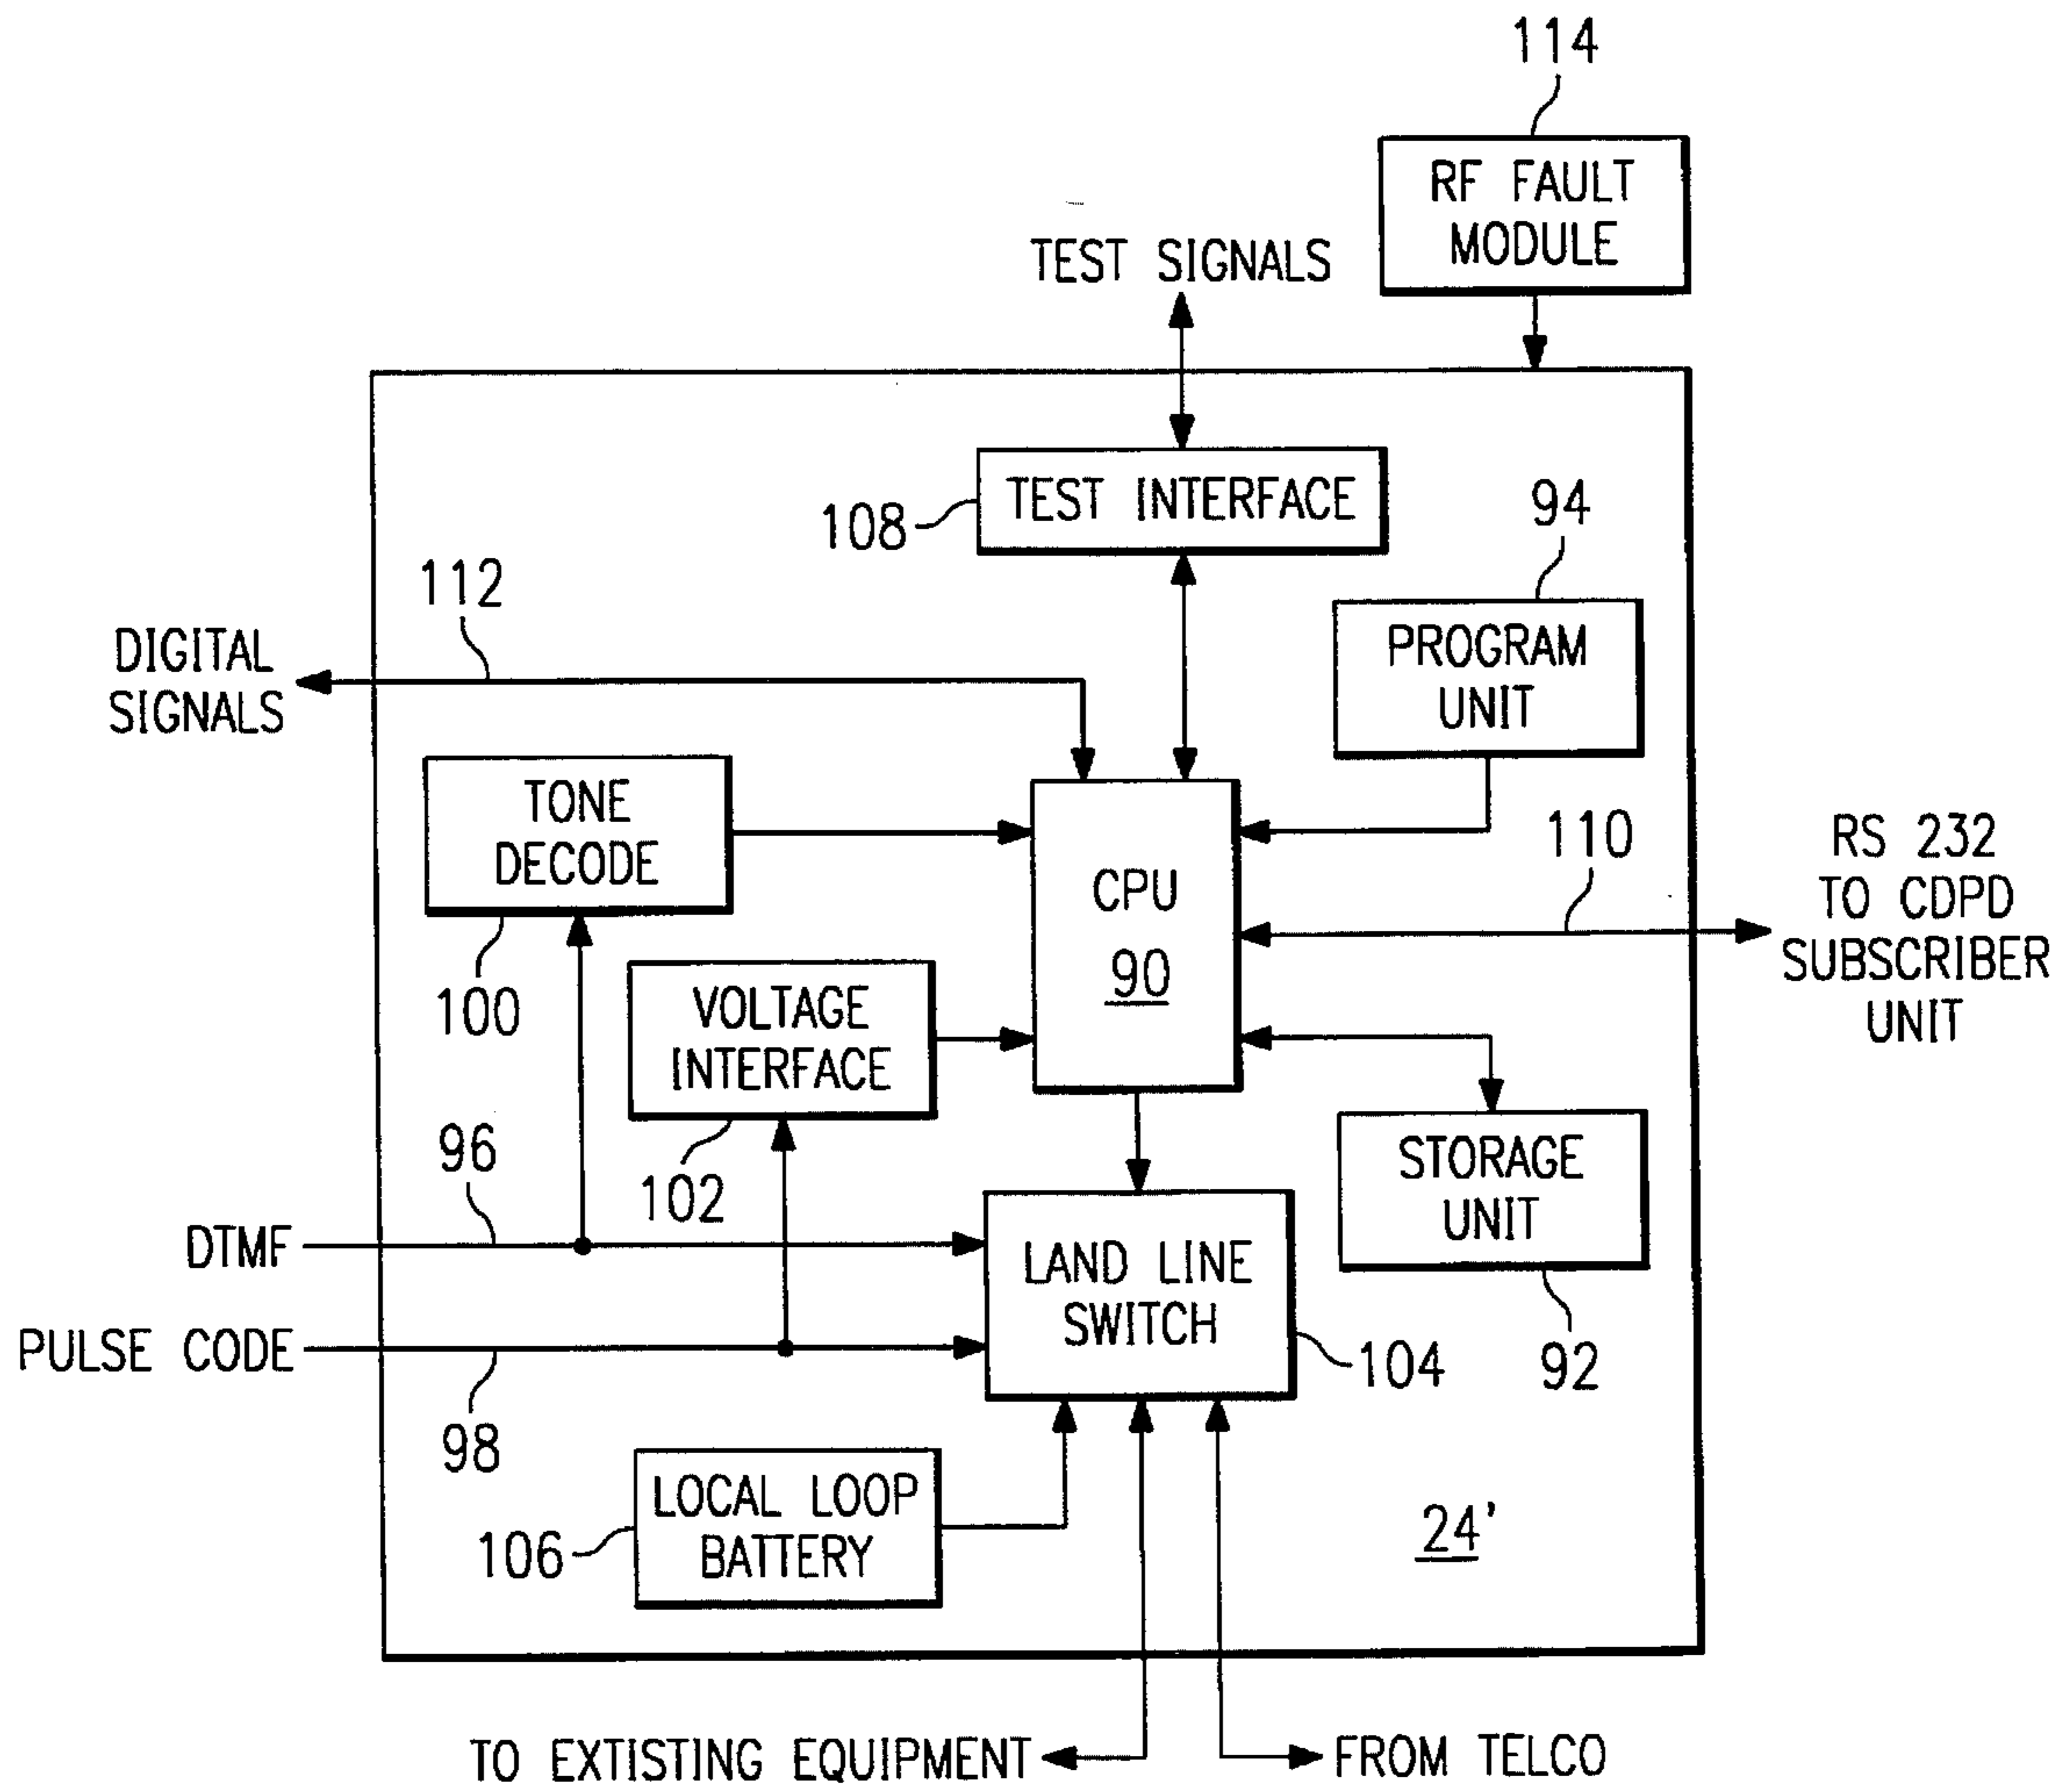 114
RF FAULT
MODULE
TEST SIGNALS
TEST INTERFACE
108
94
112
PROGRAM
UNIT
DIGITAL
SIGNALS
TONE
DECODE
100
CPU
90
110
RS 232
TO CDPD
SUBSCRIBER
UNIT
VOLTAGE
INTERFACE
102
96
STORAGE
UNIT
92
DTMF
LAND LINE
SWITCH
104
PULSE CODE
98
LOCAL LOOP
BATTERY
106
24'
TO EXTISTING EQUIPMENT
FROM TELCO